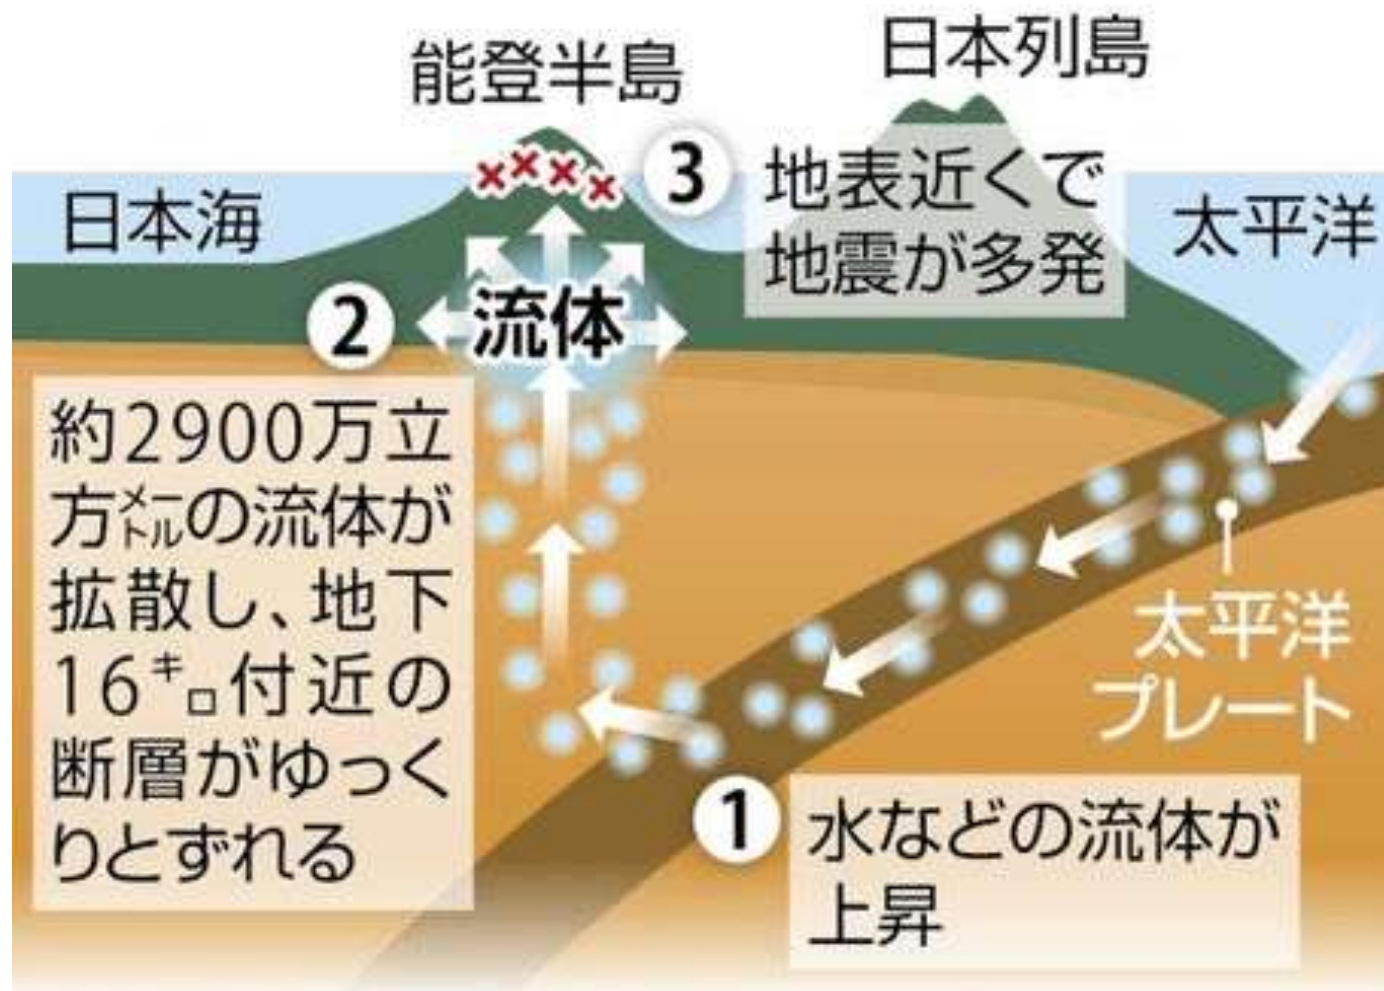 能登半島
日本列島
日本海
太平洋
③
地表近くで
地震が多発
②
流体
約2900万立
方㍍の流体が
拡散し、地下
16㌔付近の
断層がゆっく
りとずれる
太平洋
プレート
①
水などの流体が
上昇